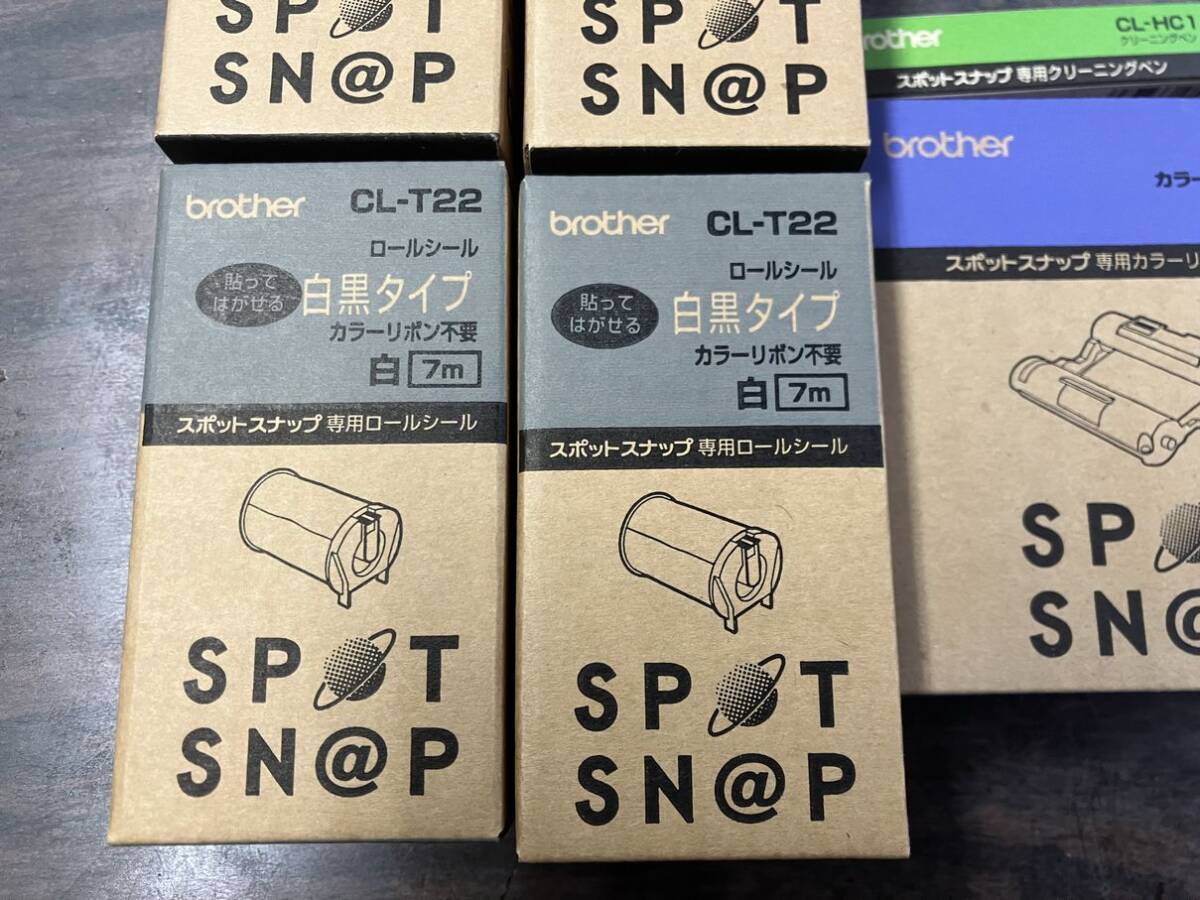 SPOT
SN@P
SPOT
SN@P
brother
CL-HC1
クリーニングペン
スポットスナップ 専用クリーニングペン
brother CL-T22
ロールシール
貼って
はがせる
白黒タイプ
カラーリボン不要
白 7m
スポットスナップ 専用ロールシール
SPOT
SN@P
brother CL-T22
ロールシール
貼って
はがせる
白黒タイプ
カラーリボン不要
白 7m
スポットスナップ 専用ロールシール
SPOT
SN@P
brother
カラー
スポットスナップ 専用カラーリ
SP
SN@